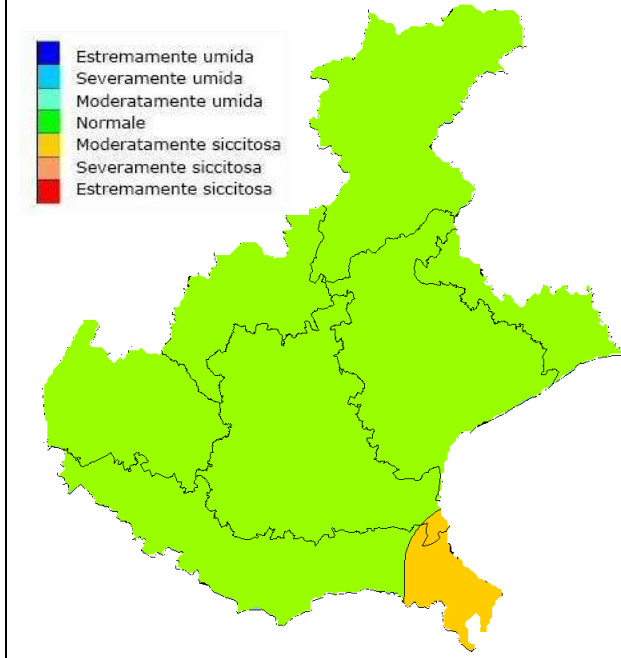 Estremamente umida
Severamente umida
Moderatamente umida
Normale
Moderatamente siccitosa
Severamente siccitosa
Estremamente siccitosa